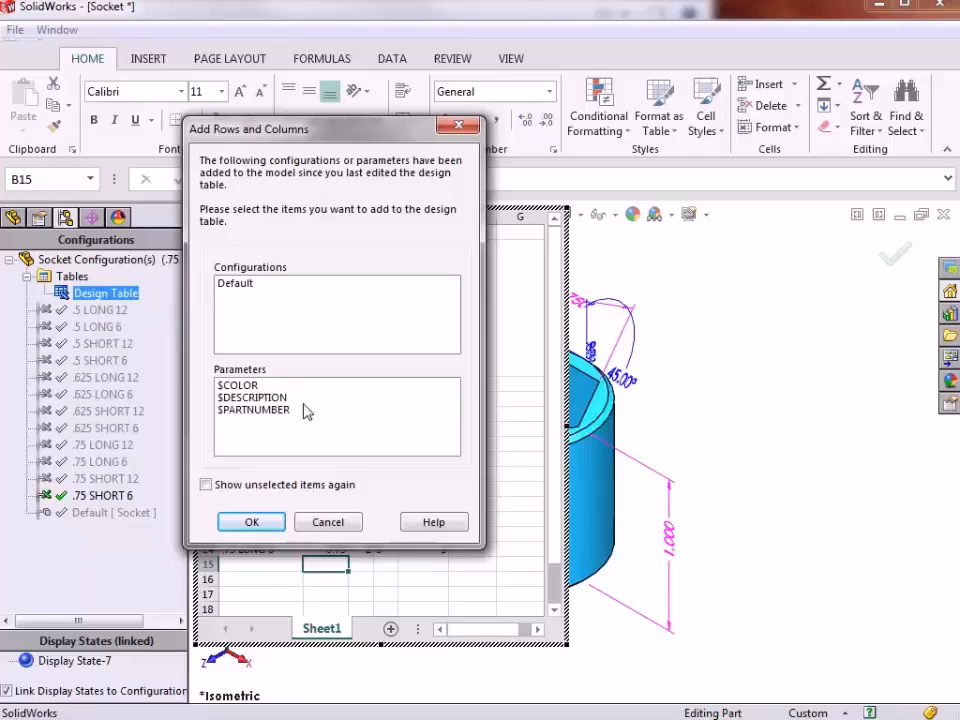 SolidWorks - [Socket *]
File Window
HOME INSERT PAGE LAYOUT FORMULAS DATA REVIEW VIEW
Calibri 11 General
Paste
B I U
Conditional Formatting
Format as Table
Cell Styles
Insert
Delete
Format
Sort & Filter
Find & Select
Clipboard Styles Cells Editing
B15
Add Rows and Columns
The following configurations or parameters have been
added to the model since you last edited the design
table.
Please select the items you want to add to the design
table.
Configurations
Default
Parameters
$COLOR
$DESCRIPTION
$PARTNUMBER
Show unselected items again
OK Cancel Help
Configurations
Socket Configuration(s) (.75
Tables
Design Table
.5 LONG 12
.5 LONG 6
.5 SHORT 12
.5 SHORT 6
.625 LONG 12
.625 LONG 6
.625 SHORT 12
.625 SHORT 6
.75 LONG 12
.75 LONG 6
.75 SHORT 12
.75 SHORT 6
Default [ Socket ]
G
15
16
17
18
Sheet1
45.00°
1.000
Display States (linked)
Display State-7
Link Display States to Configuration
Z X
*Isometric
SolidWorks Editing Part Custom